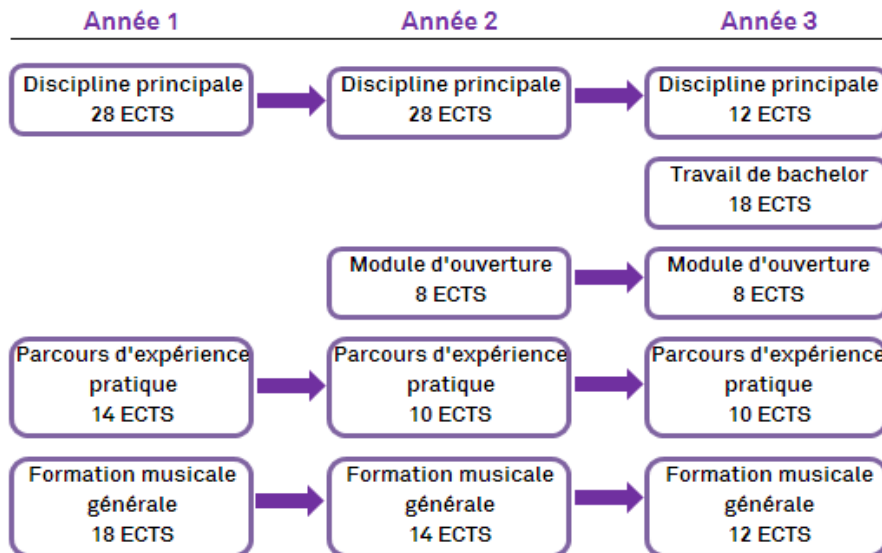 Année 1
Année 2
Année 3
Discipline principale
28 ECTS
Discipline principale
28 ECTS
Discipline principale
12 ECTS
Travail de bachelor
18 ECTS
Module d'ouverture
8 ECTS
Module d'ouverture
8 ECTS
Parcours d'expérience
pratique
14 ECTS
Parcours d'expérience
pratique
10 ECTS
Parcours d'expérience
pratique
10 ECTS
Formation musicale
générale
18 ECTS
Formation musicale
générale
14 ECTS
Formation musicale
générale
12 ECTS